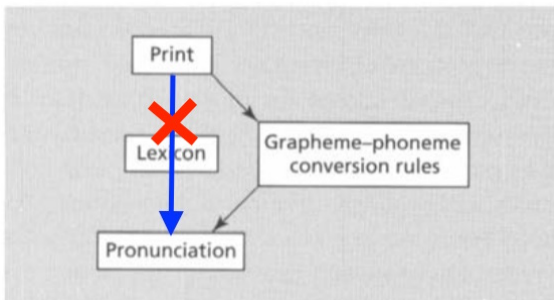 Print
Lexicon
Grapheme–phoneme
conversion rules
Pronunciation